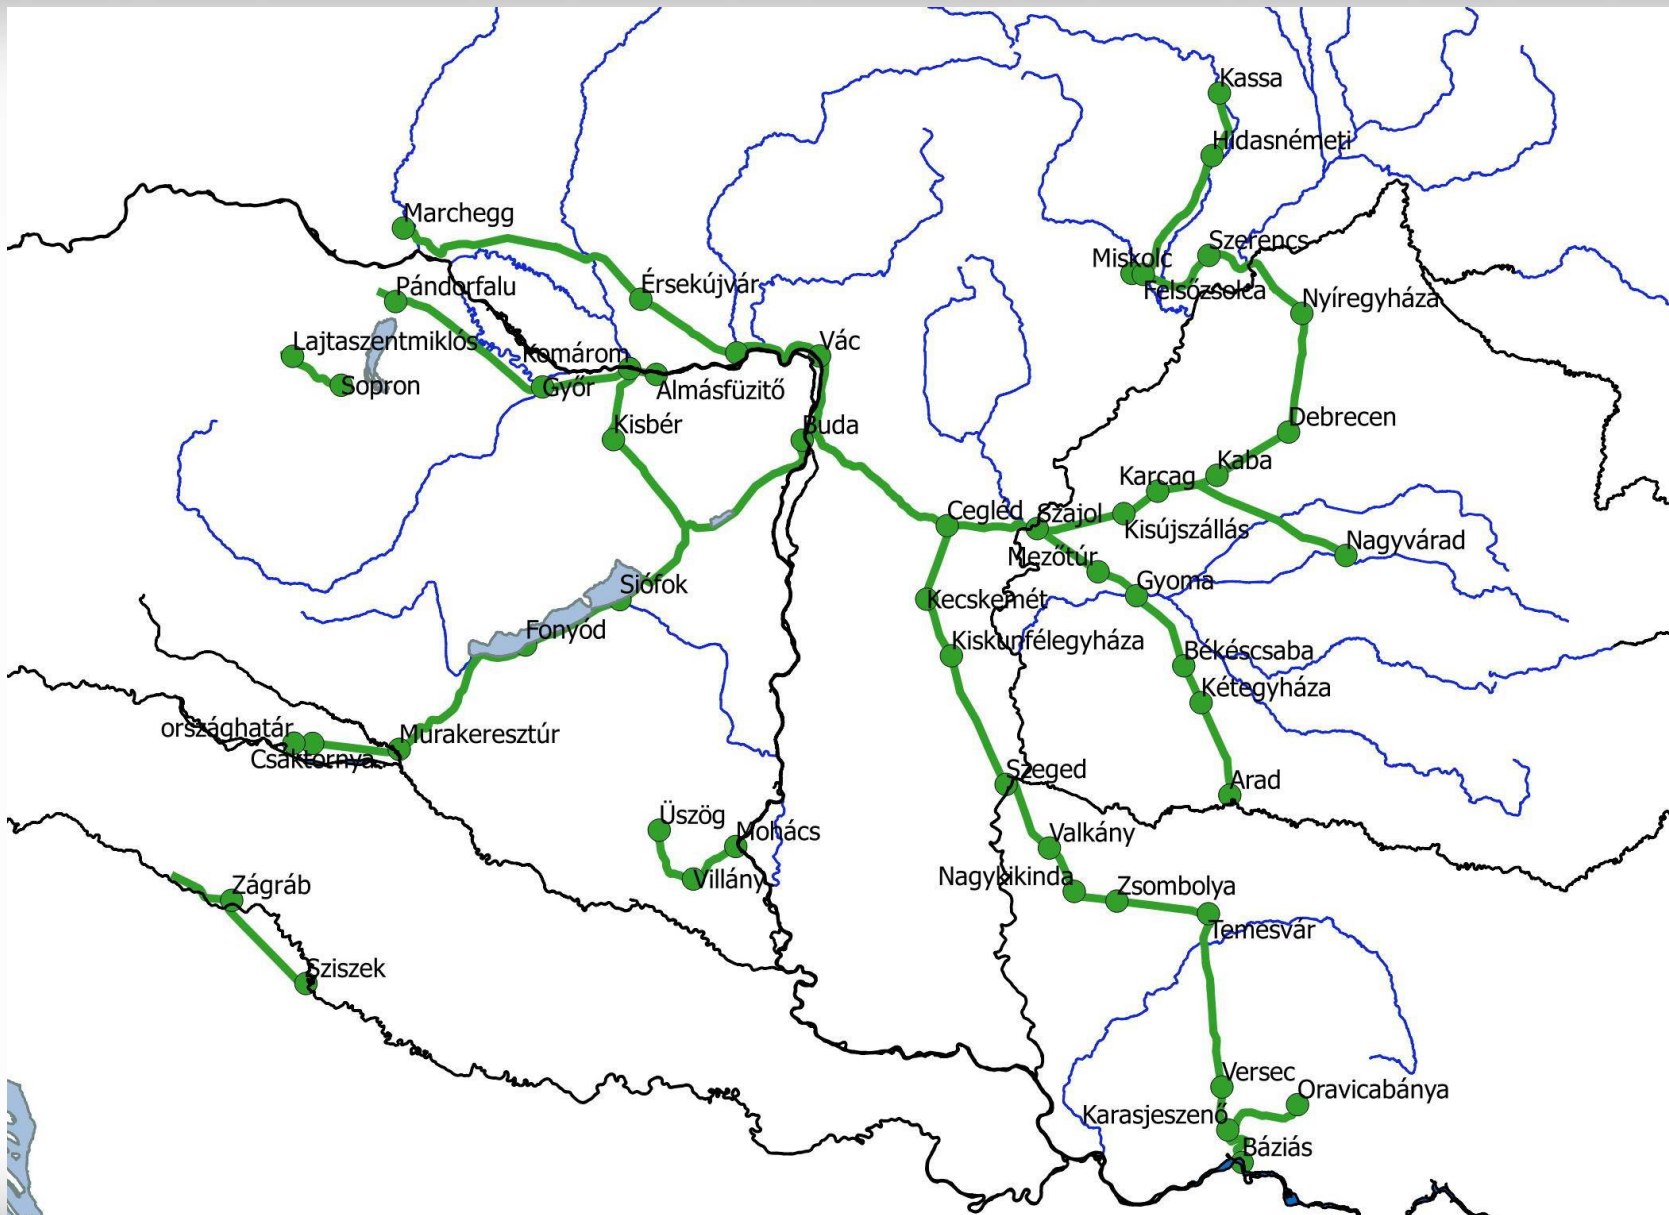 Kassa
Hidasnémeti
Marchegg
Szerencs
Miskolc
Felsőzsolca
Pándorfalu
Érsekújvár
Nyíregyháza
Lajtaszentmiklós
Komárom
Vác
Sopron
Győr
Almásfüzitő
Kisbér
Buda
Debrecen
Kaba
Karcag
Cegléd
Szajol
Kisújszállás
Nagyvárad
Mezőtúr
Gyoma
Siófok
Kecskemét
Fonyód
Kiskunfélegyháza
Békéscsaba
Kétegyháza
országhatár
Murakeresztúr
Csáktornya
Szeged
Arad
Üszög
Mohács
Valkány
Villány
Nagykikinda
Zsombolya
Zágráb
Temesvár
Sziszek
Versec
Oravicabánya
Karasjeszenő
Báziás